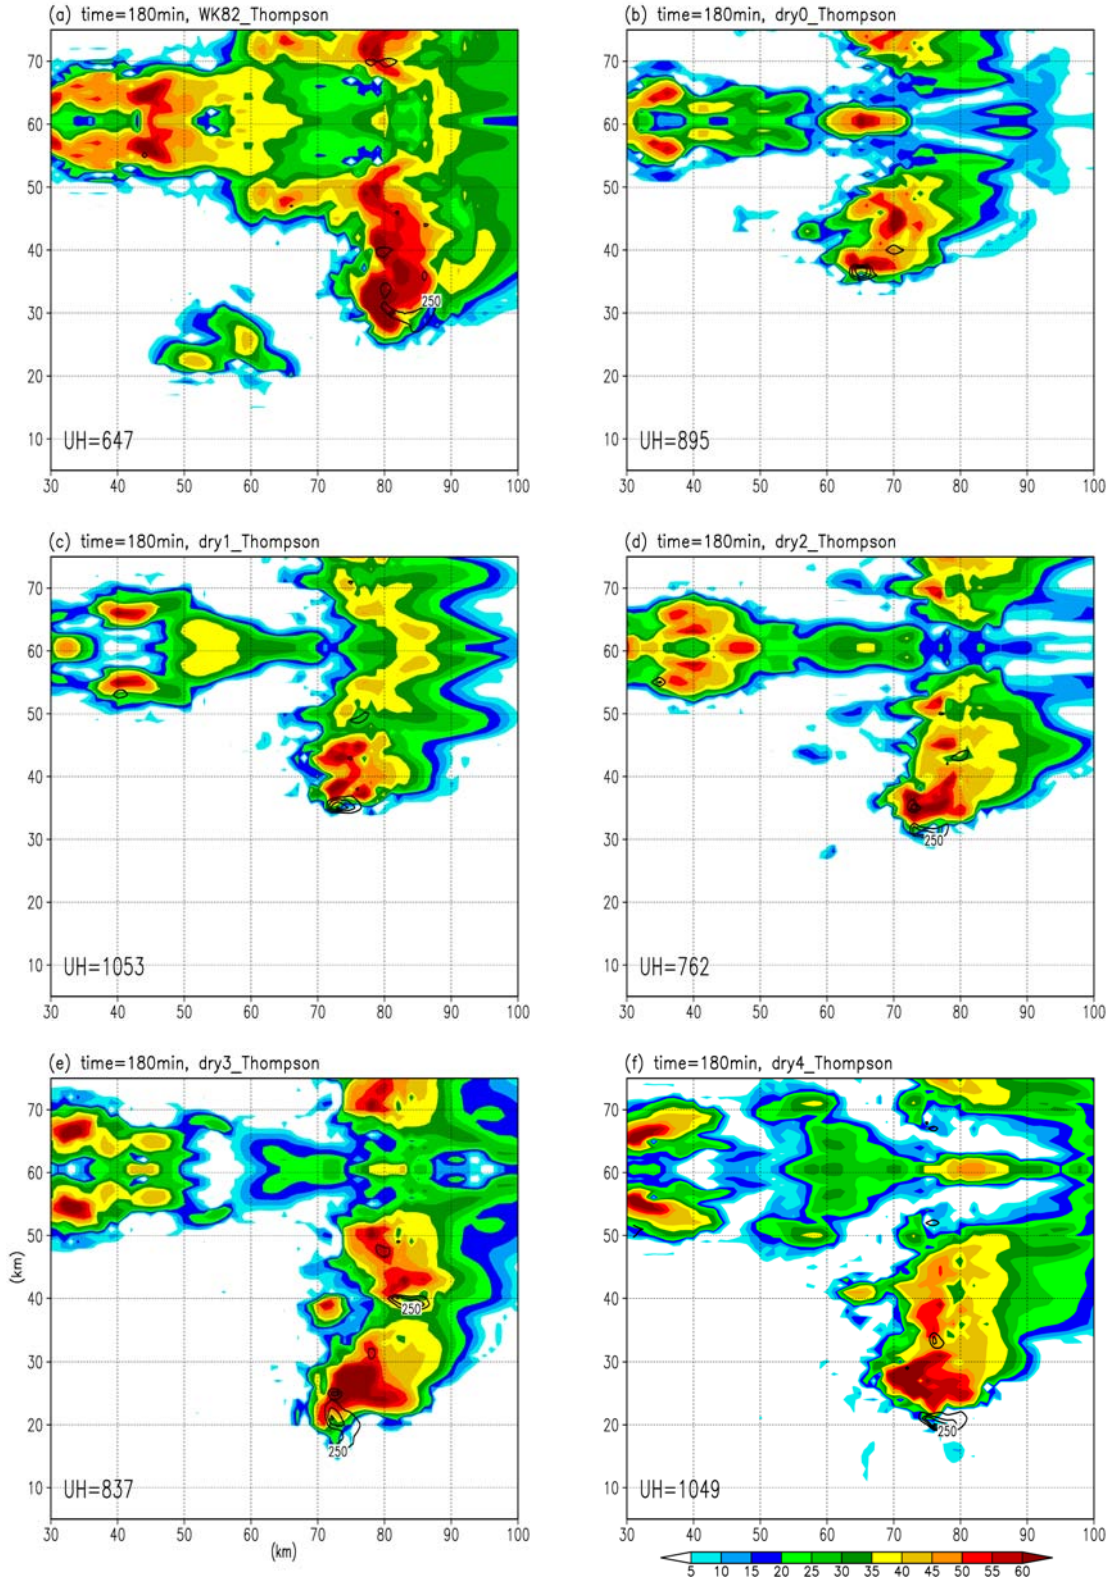 (a) time=180min, WK82_Thompson
70
60
50
40
30
20
10
250
UH=647
30 40 50 60 70 80 90 100
(b) time=180min, dry0_Thompson
70
60
50
40
30
20
10
UH=895
30 40 50 60 70 80 90 100
(c) time=180min, dry1_Thompson
70
60
50
40
30
20
10
UH=1053
30 40 50 60 70 80 90 100
(d) time=180min, dry2_Thompson
70
60
50
40
30
20
10
250
UH=762
30 40 50 60 70 80 90 100
(e) time=180min, dry3_Thompson
70
60
50
40
30
20
10
(km)
250
250
UH=837
30 40 50 60 70 80 90 100
(km)
(f) time=180min, dry4_Thompson
70
60
50
40
30
20
10
250
UH=1049
30 40 50 60 70 80 90 100
5 10 15 20 25 30 35 40 45 50 55 60